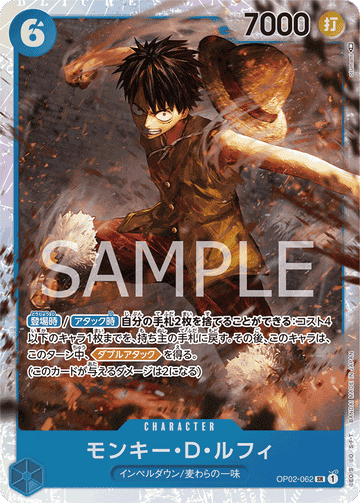 6
7000
打
SAMPLE
登場時 / アタック時 自分の手札2枚を捨てることができる:コスト4
以下のキャラ1枚までを、持ち主の手札に戻す。その後、このキャラは、
このターン中、ダブルアタック を得る。
(このカードが与えるダメージは2になる)
CHARACTER
モンキー・D・ルフィ
インペルダウン/麦わらの一味
OP02-062 SR 1